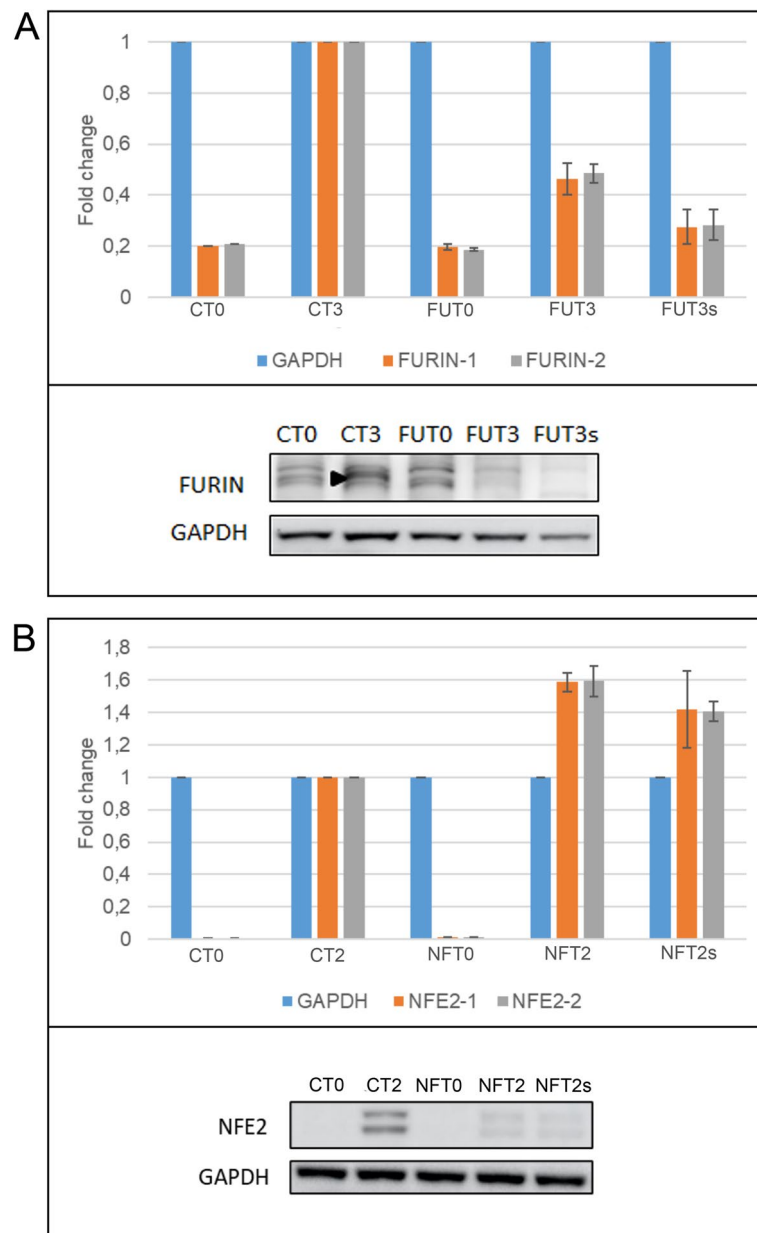 A
Fold change
1
0,8
0,6
0,4
0,2
0
CT0 CT3 FUT0 FUT3 FUT3s
GAPDH FURIN-1 FURIN-2
CT0 CT3 FUT0 FUT3 FUT3s
FURIN
GAPDH
B
Fold change
1,8
1,6
1,4
1,2
1
0,8
0,6
0,4
0,2
0
CT0 CT2 NFT0 NFT2 NFT2s
GAPDH NFE2-1 NFE2-2
CT0 CT2 NFT0 NFT2 NFT2s
NFE2
GAPDH